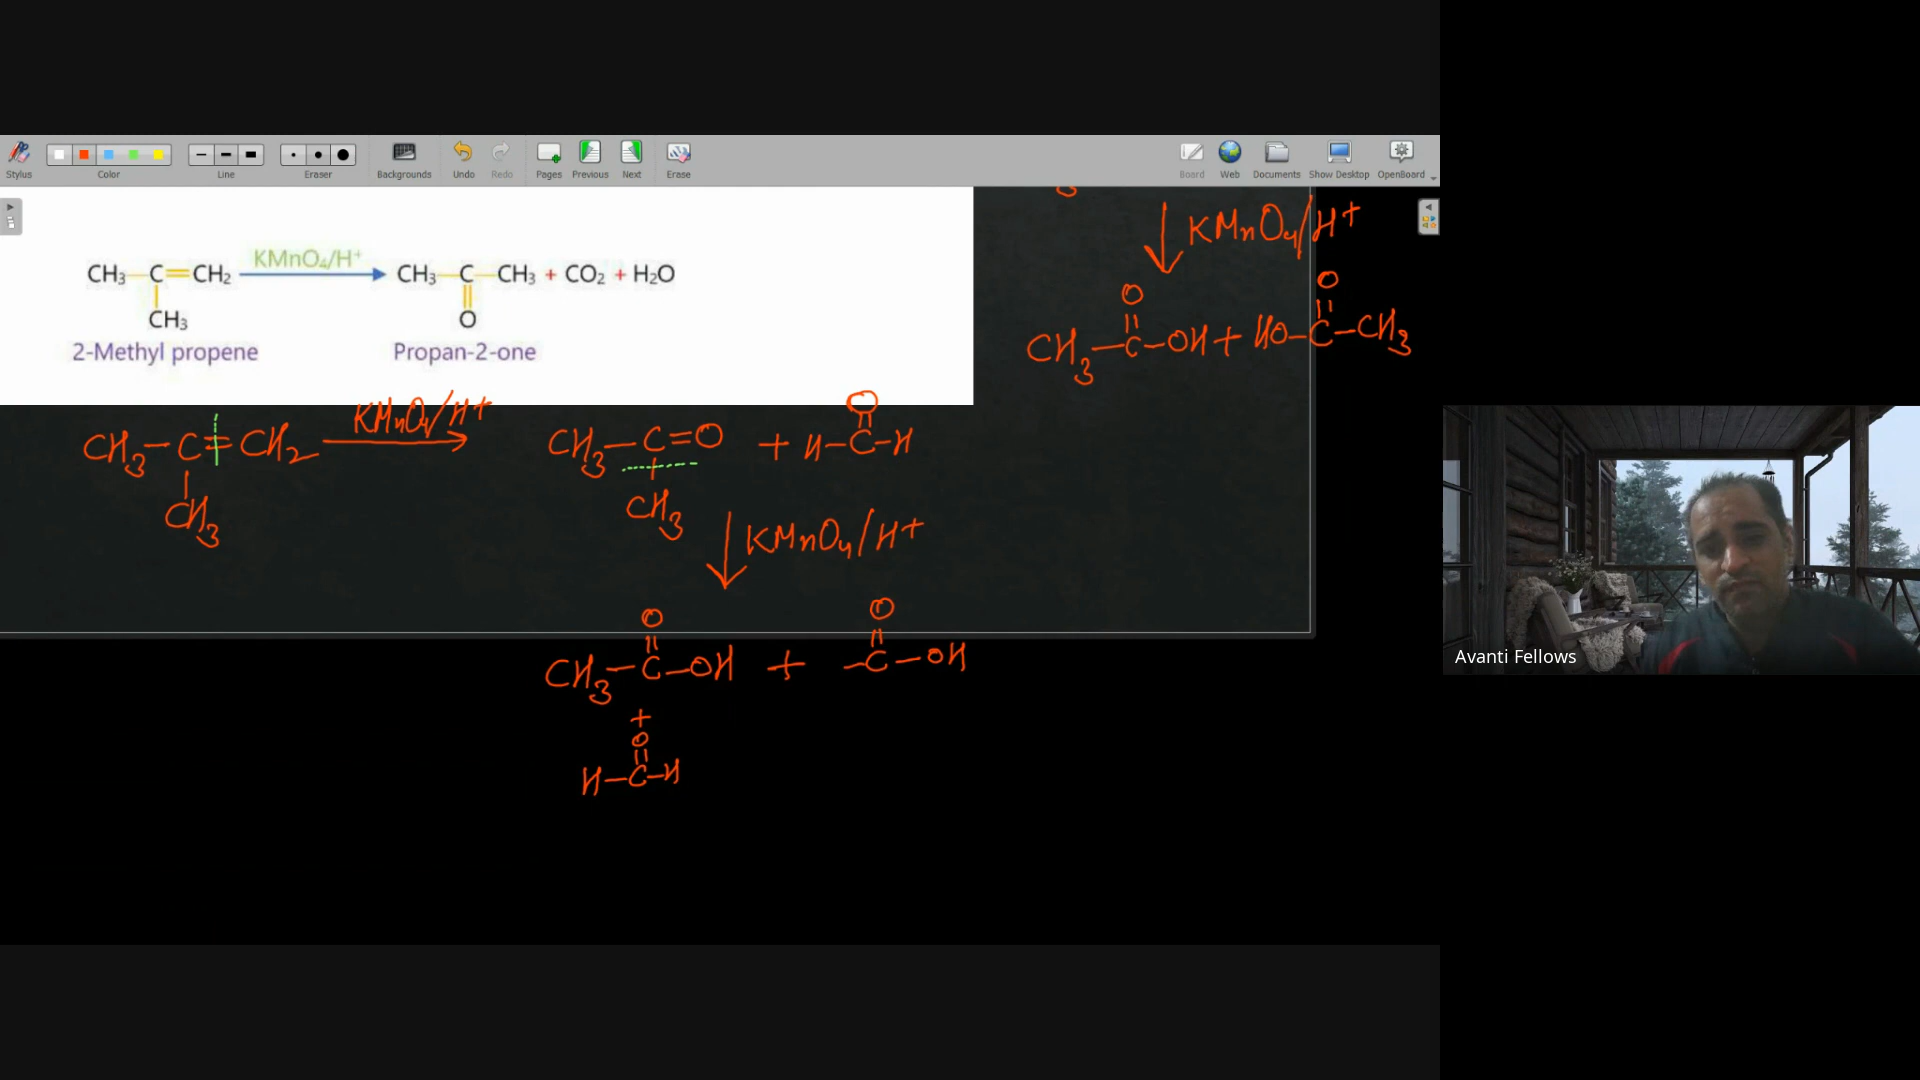 Stylus Color Line Eraser Backgrounds Undo Redo Pages Previous Next Erase Board Web Documents Show Desktop OpenBoard
CH₃ C=CH₂ KMnO₄/H⁺ CH₃ C CH₃ + CO₂ + H₂O
CH₃ O
2-Methyl propene Propan-2-one
3
KMnO₄/H⁺
O O
CH₃-C-OH + HO-C-CH₃
KMnO₄/H⁺ O
CH₃-C=CH₂ CH₃-C=O + H-C-H
CH₃ CH₃
KMnO₄/H⁺
O O
CH₃-C-OH + -C-OH
+
O
H-C-H
Avanti Fellows